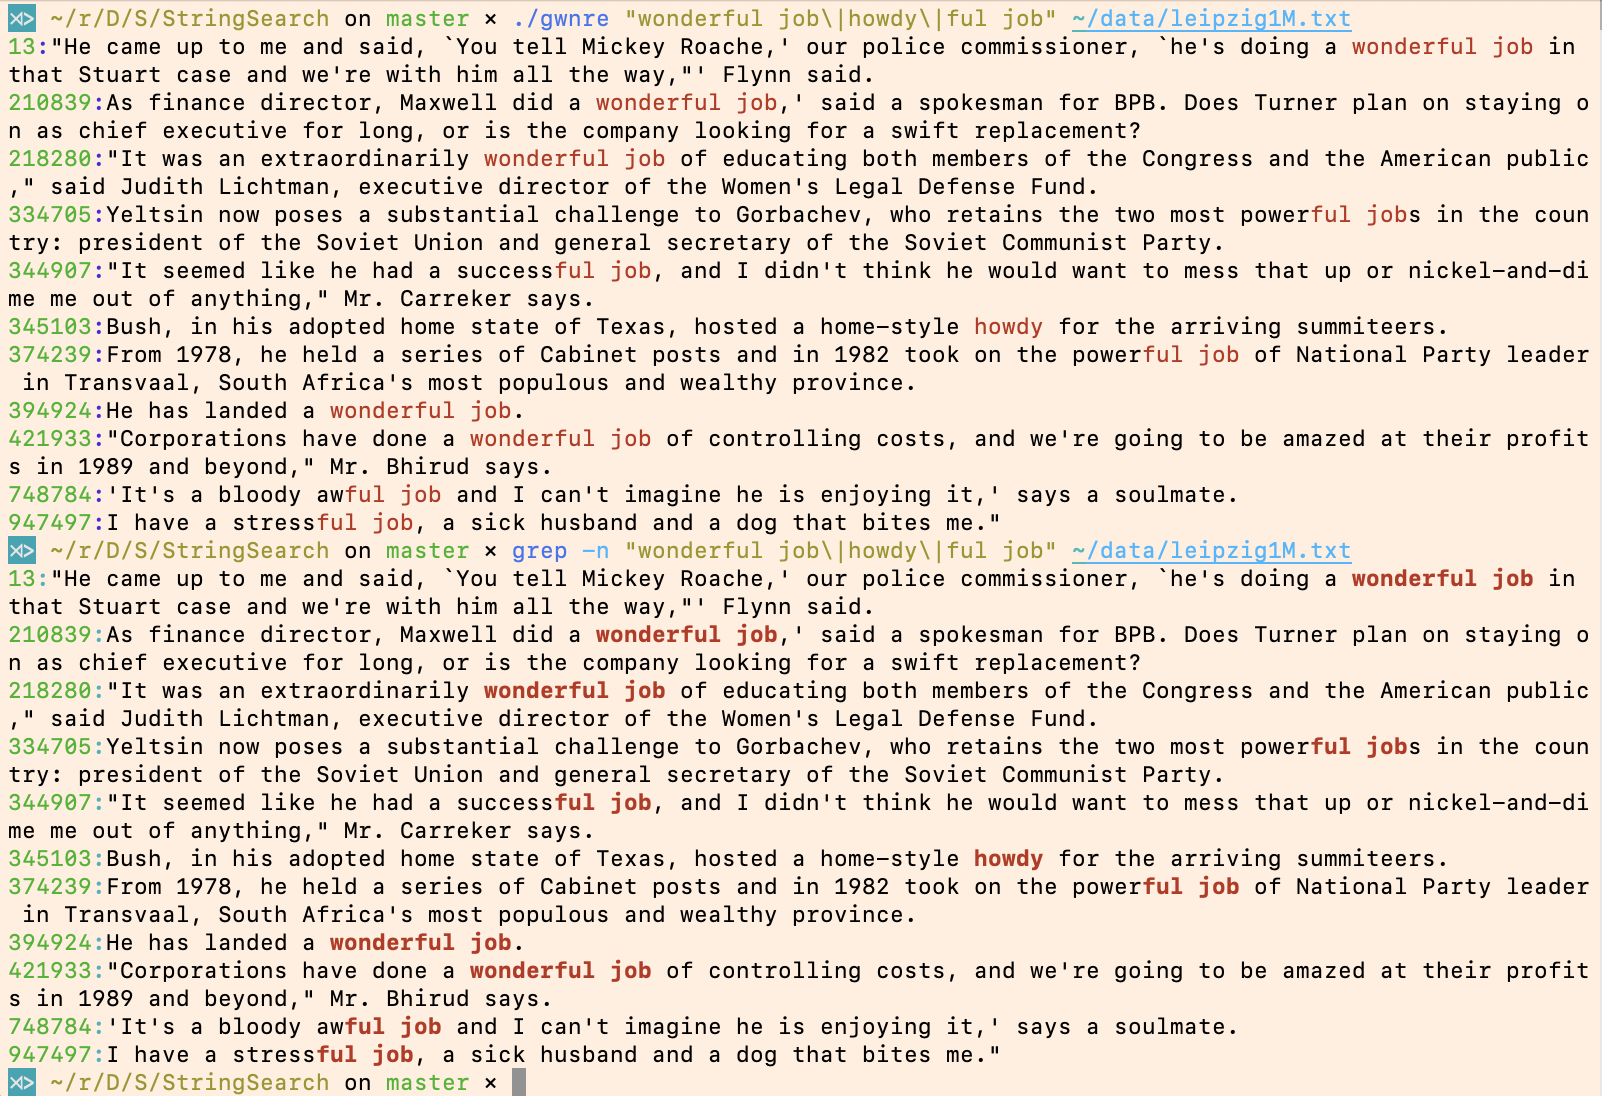 ⋊> ~/r/D/S/StringSearch on master × ./gwnre "wonderful job\|howdy\|ful job" ~/data/leipzig1M.txt
13:"He came up to me and said, `You tell Mickey Roache,' our police commissioner, `he's doing a wonderful job in
that Stuart case and we're with him all the way,"' Flynn said.
210839:As finance director, Maxwell did a wonderful job,' said a spokesman for BPB. Does Turner plan on staying o
n as chief executive for long, or is the company looking for a swift replacement?
218280:"It was an extraordinarily wonderful job of educating both members of the Congress and the American public
," said Judith Lichtman, executive director of the Women's Legal Defense Fund.
334705:Yeltsin now poses a substantial challenge to Gorbachev, who retains the two most powerful jobs in the coun
try: president of the Soviet Union and general secretary of the Soviet Communist Party.
344907:"It seemed like he had a successful job, and I didn't think he would want to mess that up or nickel-and-di
me me out of anything," Mr. Carreker says.
345103:Bush, in his adopted home state of Texas, hosted a home-style howdy for the arriving summiteers.
374239:From 1978, he held a series of Cabinet posts and in 1982 took on the powerful job of National Party leader
 in Transvaal, South Africa's most populous and wealthy province.
394924:He has landed a wonderful job.
421933:"Corporations have done a wonderful job of controlling costs, and we're going to be amazed at their profit
s in 1989 and beyond," Mr. Bhirud says.
748784:'It's a bloody awful job and I can't imagine he is enjoying it,' says a soulmate.
947497:I have a stressful job, a sick husband and a dog that bites me."
⋊> ~/r/D/S/StringSearch on master × grep -n "wonderful job\|howdy\|ful job" ~/data/leipzig1M.txt
13:"He came up to me and said, `You tell Mickey Roache,' our police commissioner, `he's doing a wonderful job in
that Stuart case and we're with him all the way,"' Flynn said.
210839:As finance director, Maxwell did a wonderful job,' said a spokesman for BPB. Does Turner plan on staying o
n as chief executive for long, or is the company looking for a swift replacement?
218280:"It was an extraordinarily wonderful job of educating both members of the Congress and the American public
," said Judith Lichtman, executive director of the Women's Legal Defense Fund.
334705:Yeltsin now poses a substantial challenge to Gorbachev, who retains the two most powerful jobs in the coun
try: president of the Soviet Union and general secretary of the Soviet Communist Party.
344907:"It seemed like he had a successful job, and I didn't think he would want to mess that up or nickel-and-di
me me out of anything," Mr. Carreker says.
345103:Bush, in his adopted home state of Texas, hosted a home-style howdy for the arriving summiteers.
374239:From 1978, he held a series of Cabinet posts and in 1982 took on the powerful job of National Party leader
 in Transvaal, South Africa's most populous and wealthy province.
394924:He has landed a wonderful job.
421933:"Corporations have done a wonderful job of controlling costs, and we're going to be amazed at their profit
s in 1989 and beyond," Mr. Bhirud says.
748784:'It's a bloody awful job and I can't imagine he is enjoying it,' says a soulmate.
947497:I have a stressful job, a sick husband and a dog that bites me."
⋊> ~/r/D/S/StringSearch on master ×